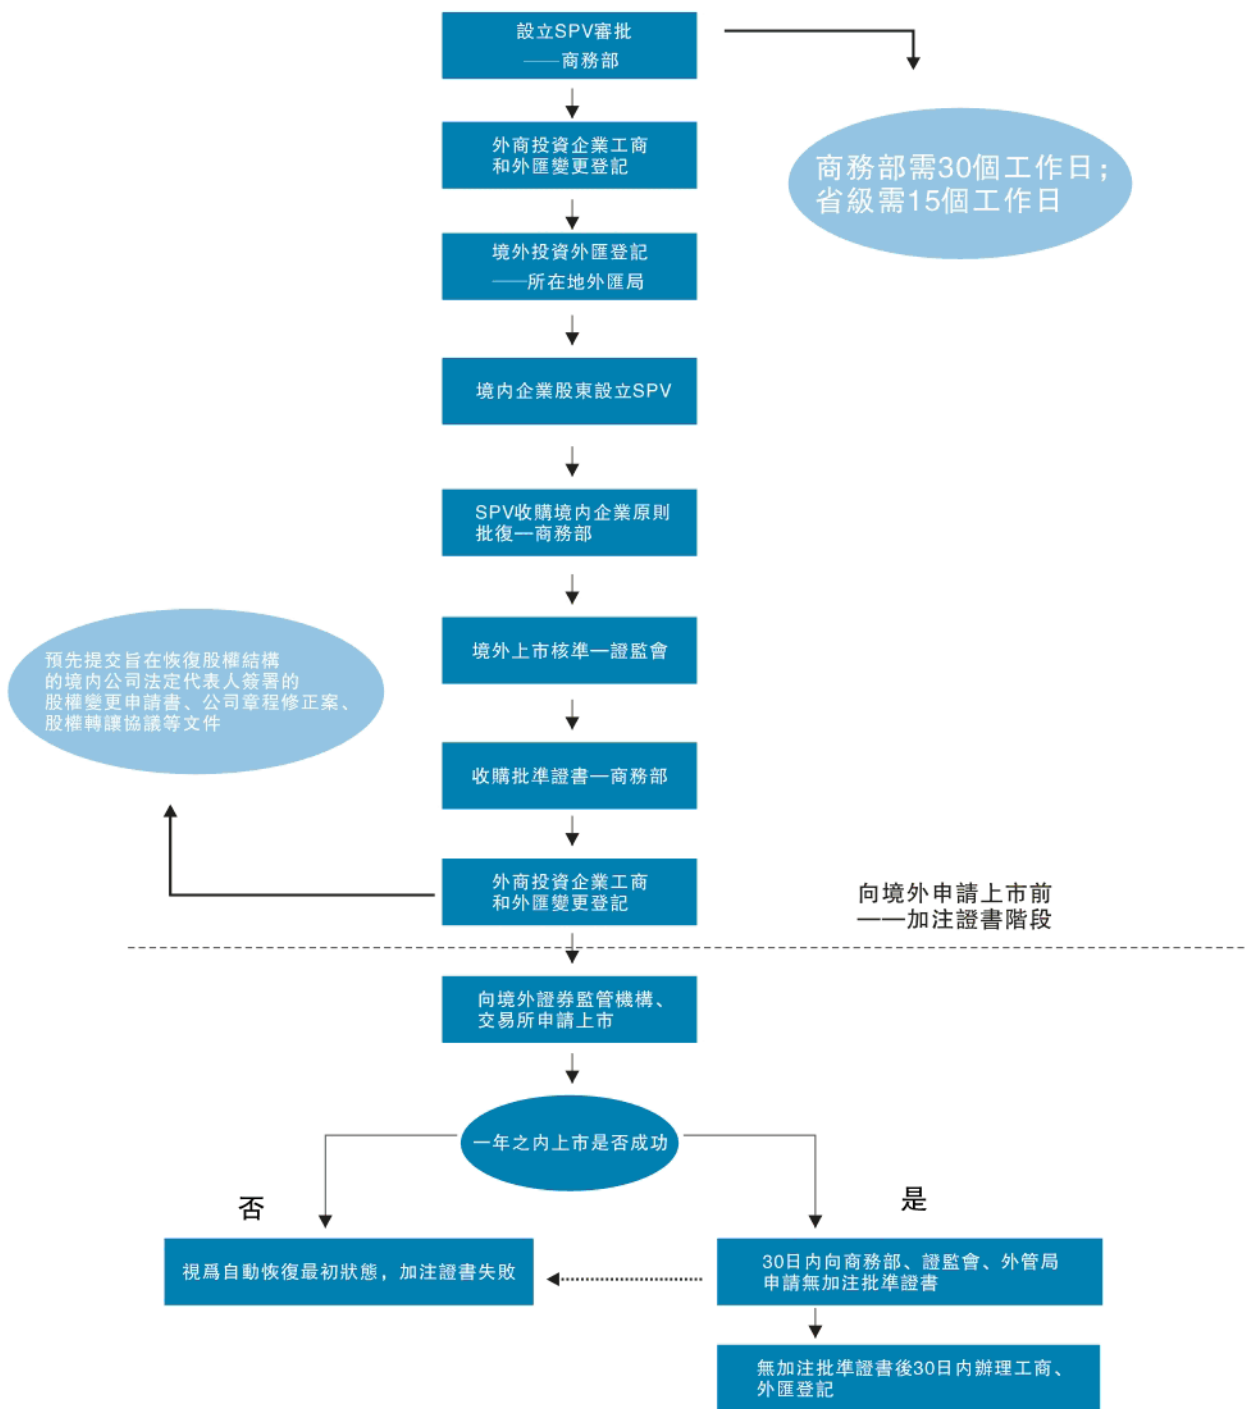 設立SPV審批
——商務部
商務部需30個工作日；
省級需15個工作日
外商投資企業工商
和外匯變更登記
境外投資外匯登記
——所在地外匯局
境内企業股東設立SPV
SPV收購境内企業原則
批復—商務部
境外上市核準—證監會
預先提交旨在恢復股權結構
的境内公司法定代表人簽署的
股權變更申請書、公司章程修正案、
股權轉讓協議等文件
收購批準證書—商務部
外商投資企業工商
和外匯變更登記
向境外申請上市前
——加注證書階段
向境外證券監管機構、
交易所申請上市
一年之内上市是否成功
否
是
視爲自動恢復最初狀態，加注證書失敗
30日内向商務部、證監會、外管局
申請無加注批準證書
無加注批準證書後30日内辦理工商、
外匯登記